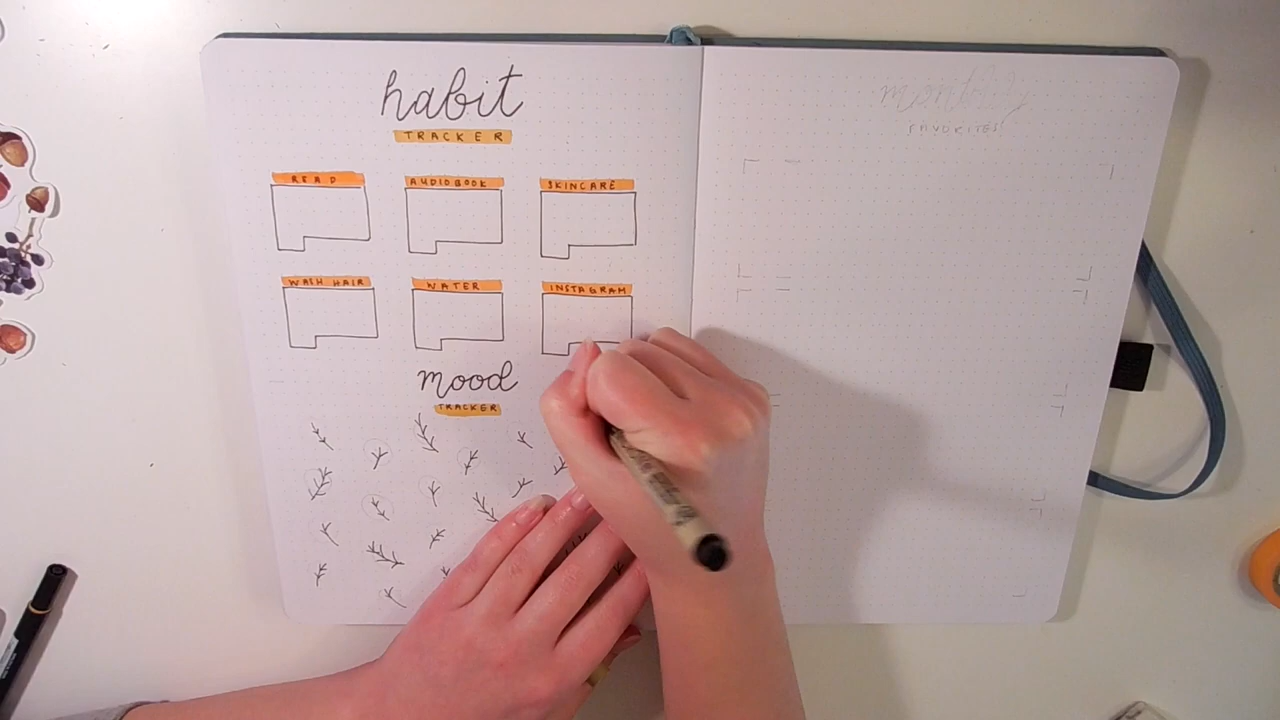 habit
TRACKER
READ AUDIOBOOK SKINCARE
WASH HAIR WATER INSTAGRAM
mood
TRACKER
monthly
FAVORITES